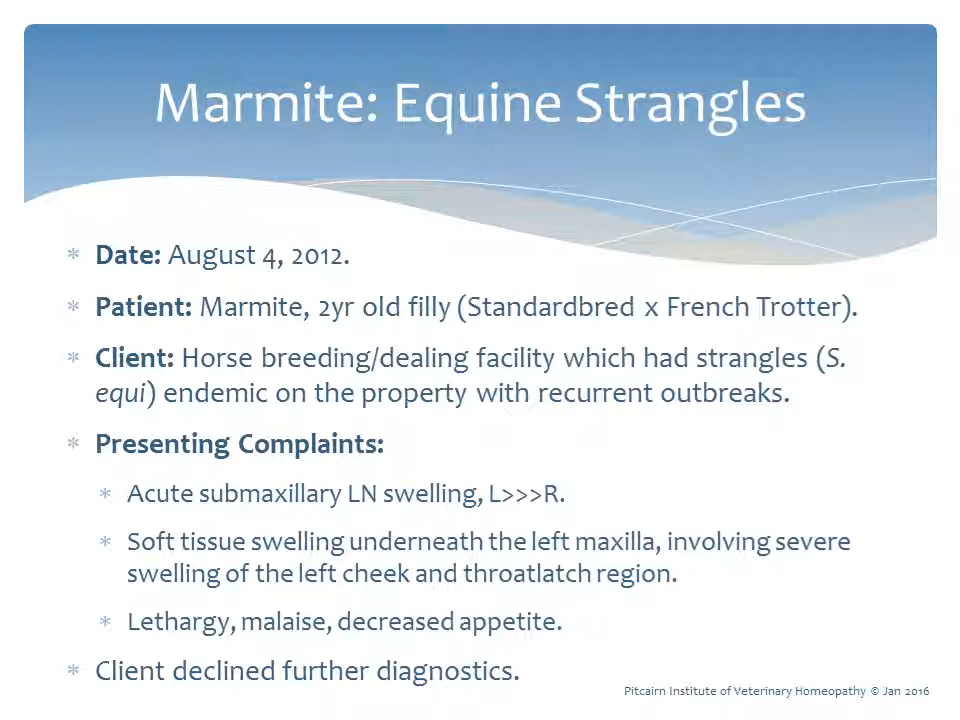 Marmite: Equine Strangles
* Date: August 4, 2012.
* Patient: Marmite, 2yr old filly (Standardbred x French Trotter).
* Client: Horse breeding/dealing facility which had strangles (S.
equi) endemic on the property with recurrent outbreaks.
* Presenting Complaints:
* Acute submaxillary LN swelling, L>>>R.
* Soft tissue swelling underneath the left maxilla, involving severe
swelling of the left cheek and throatlatch region.
* Lethargy, malaise, decreased appetite.
* Client declined further diagnostics.
Pitcairn Institute of Veterinary Homeopathy © Jan 2016